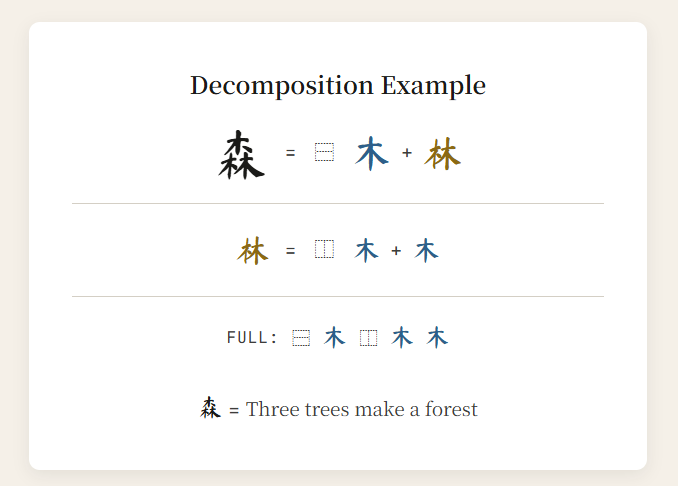 Decomposition Example
森 = ⿱ 木 + 林
林 = ⿰ 木 + 木
FULL: ⿱ 木 ⿰ 木 木
森 = Three trees make a forest